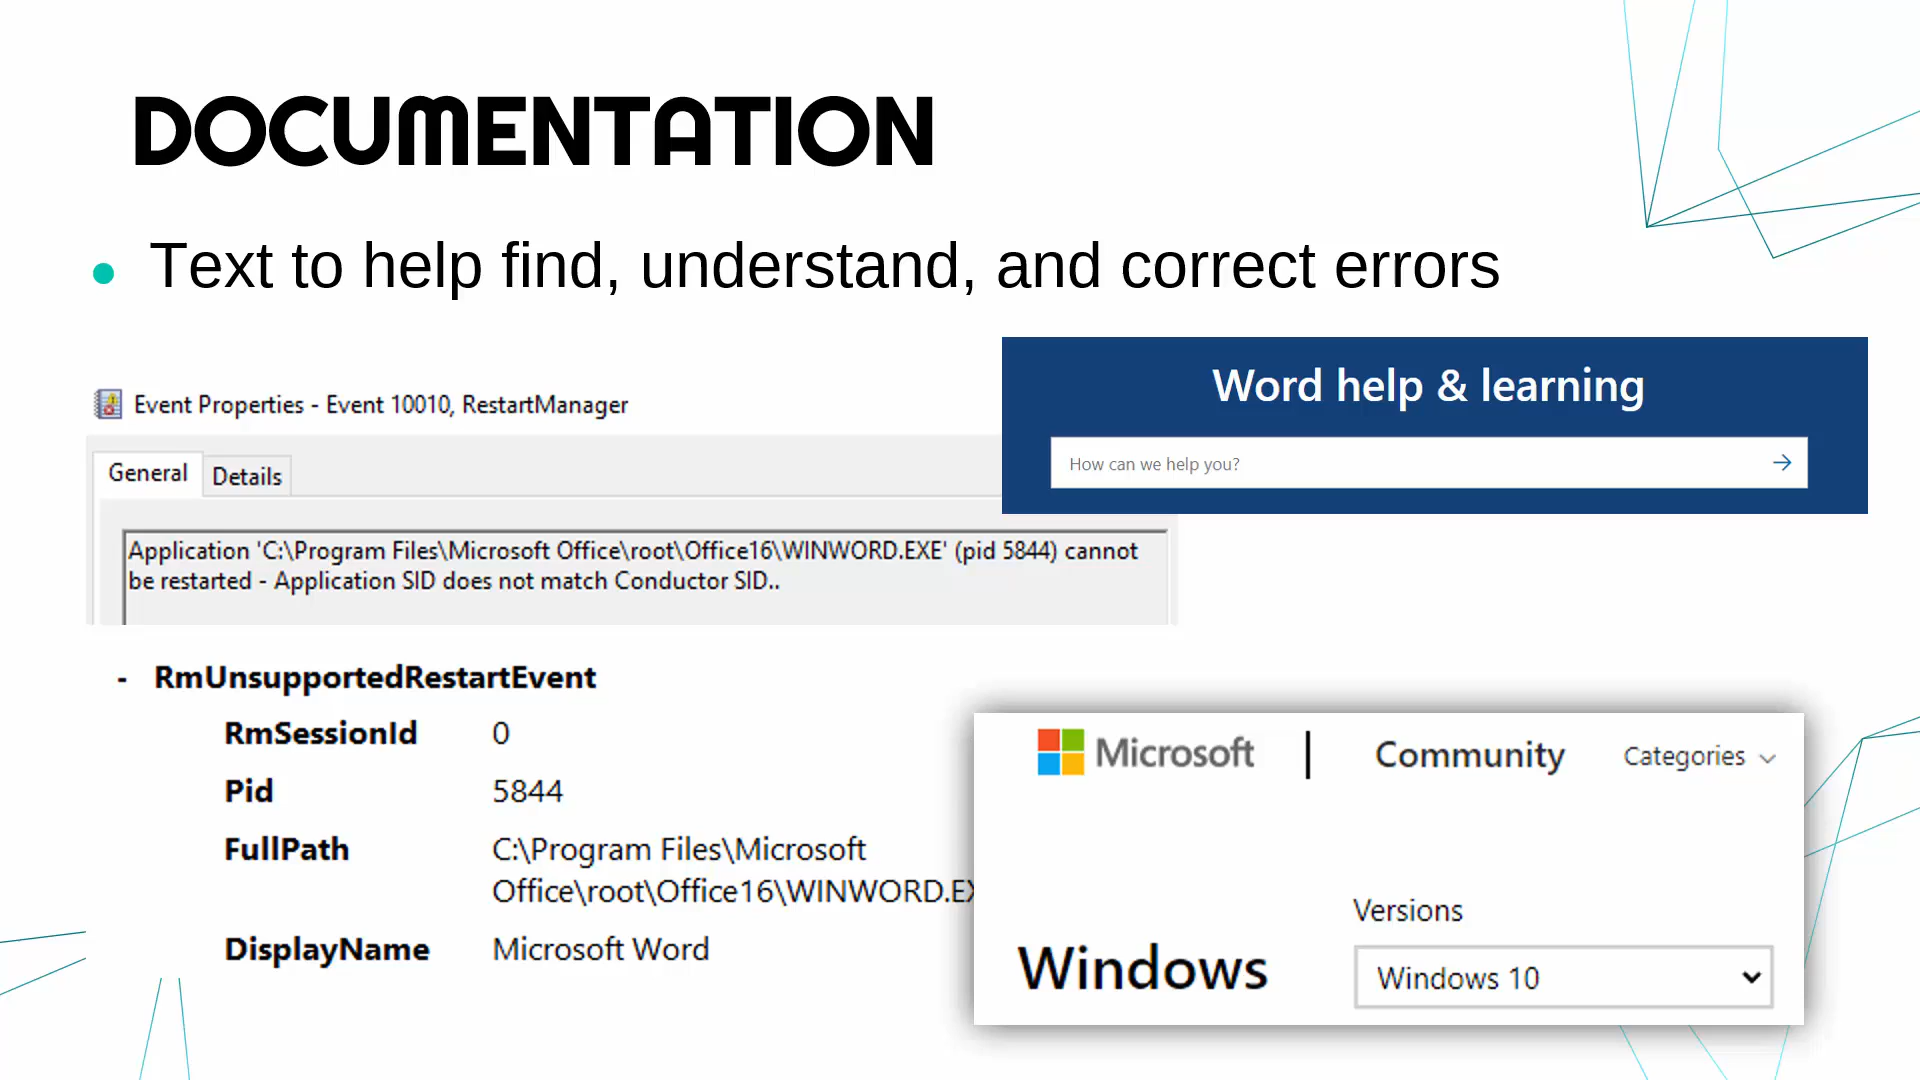 DOCUMENTATION
• Text to help find, understand, and correct errors
Word help & learning
How can we help you?
Event Properties - Event 10010, RestartManager
General Details
Application 'C:\Program Files\Microsoft Office\root\Office16\WINWORD.EXE' (pid 5844) cannot
be restarted - Application SID does not match Conductor SID..
- RmUnsupportedRestartEvent
RmSessionId 0
Pid 5844
FullPath C:\Program Files\Microsoft
Office\root\Office16\WINWORD.EX
DisplayName Microsoft Word
Microsoft | Community Categories
Versions
Windows Windows 10